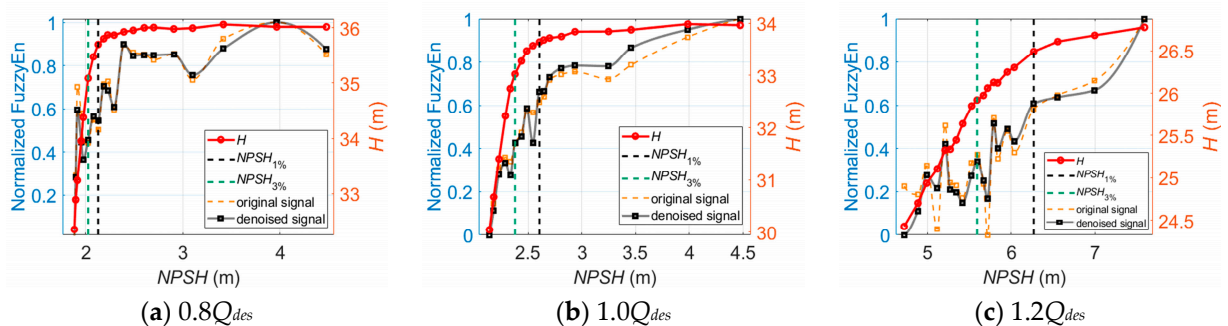 Normalized FuzzyEn
1
0.8
0.6
0.4
0.2
36
35
34
33
H (m)
H
NPSH1%
NPSH3%
original signal
denoised signal
2 3 4
NPSH (m)
(a) 0.8Qdes
Normalized FuzzyEn
1
0.8
0.6
0.4
0.2
0
34
33
32
31
30
H (m)
H
NPSH1%
NPSH3%
original signal
denoised signal
2 2.5 3 3.5 4 4.5
NPSH (m)
(b) 1.0Qdes
Normalized FuzzyEn
1
0.8
0.6
0.4
0.2
0
26.5
26
25.5
25
24.5
H (m)
H
NPSH1%
NPSH3%
original signal
denoised signal
5 6 7
NPSH (m)
(c) 1.2Qdes